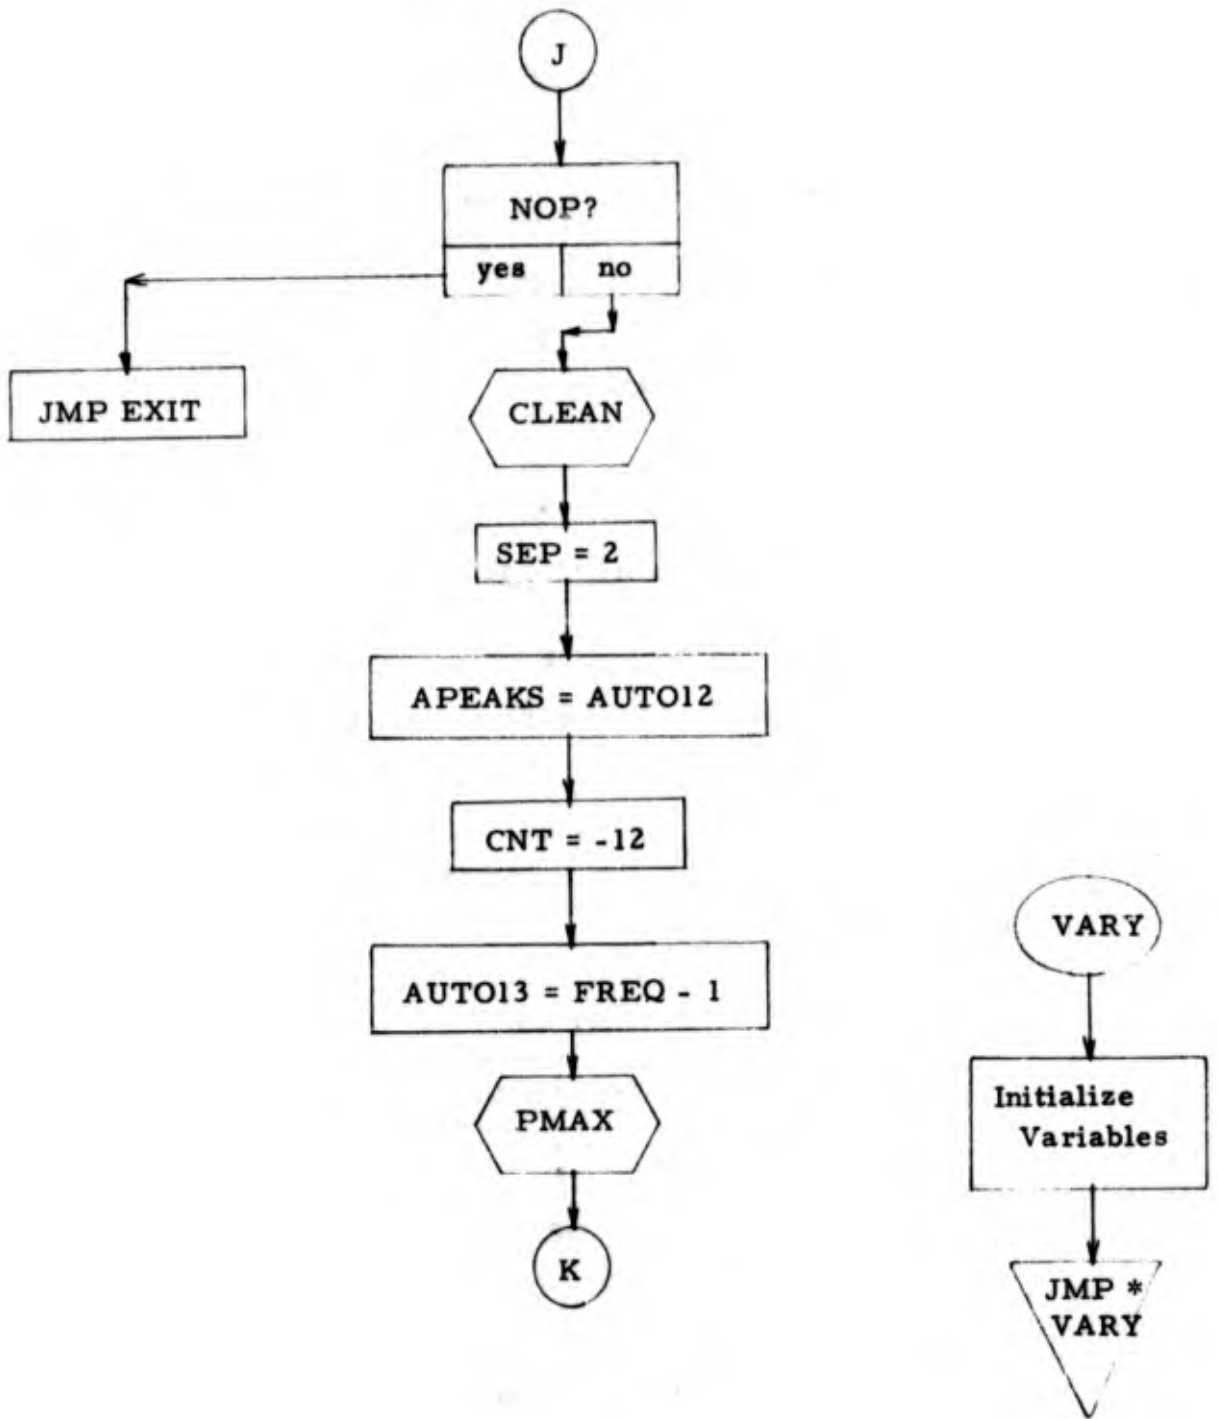 J
NOP?
yes no
JMP EXIT
CLEAN
SEP = 2
APEAKS = AUTO12
CNT = -12
AUTO13 = FREQ - 1
PMAX
K
VARY
Initialize
Variables
JMP *
VARY